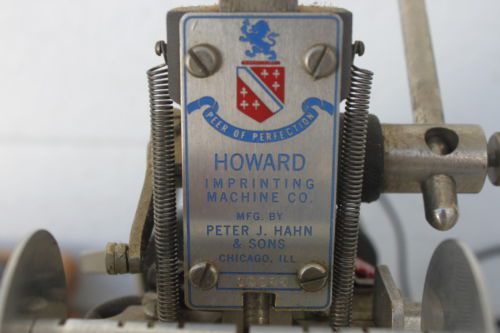 PEER OF PERFECTION
HOWARD
IMPRINTING
MACHINE CO.
MFG. BY
PETER J. HAHN
& SONS
CHICAGO, ILL.